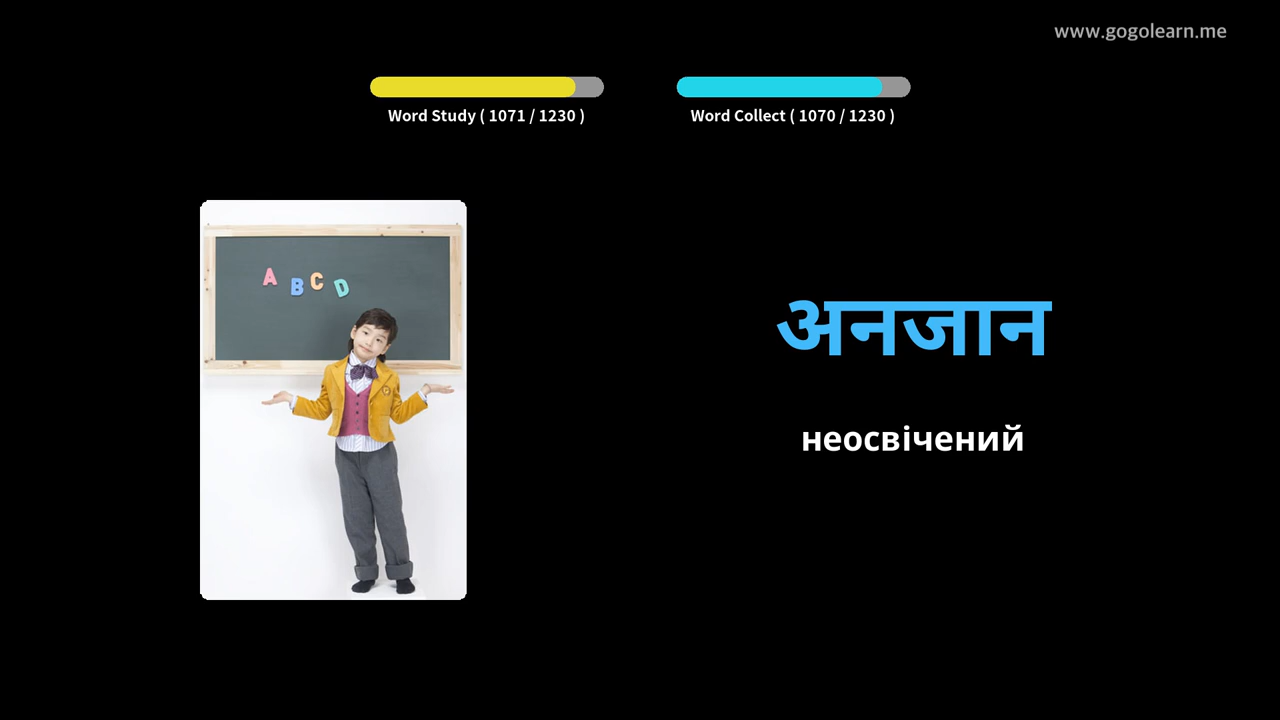 www.gogolearn.me
Word Study ( 1071 / 1230 )
Word Collect ( 1070 / 1230 )
A B C D
अनजान
неосвічений